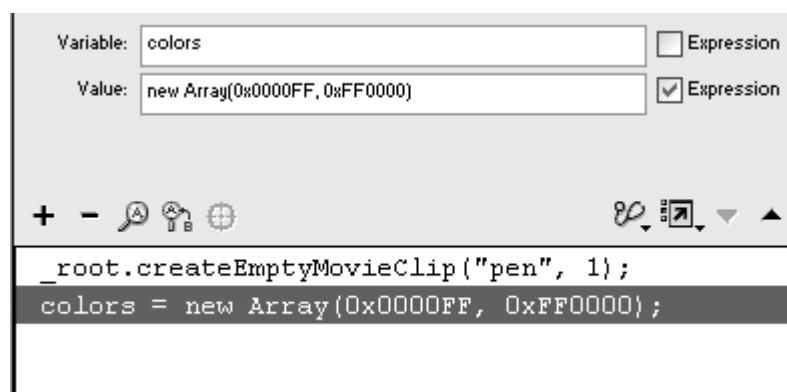 Variable: colors Expression
Value: new Array(0x0000FF, 0xFF0000) Expression
_root.createEmptyMovieClip("pen", 1);
colors = new Array(0x0000FF, 0xFF0000);